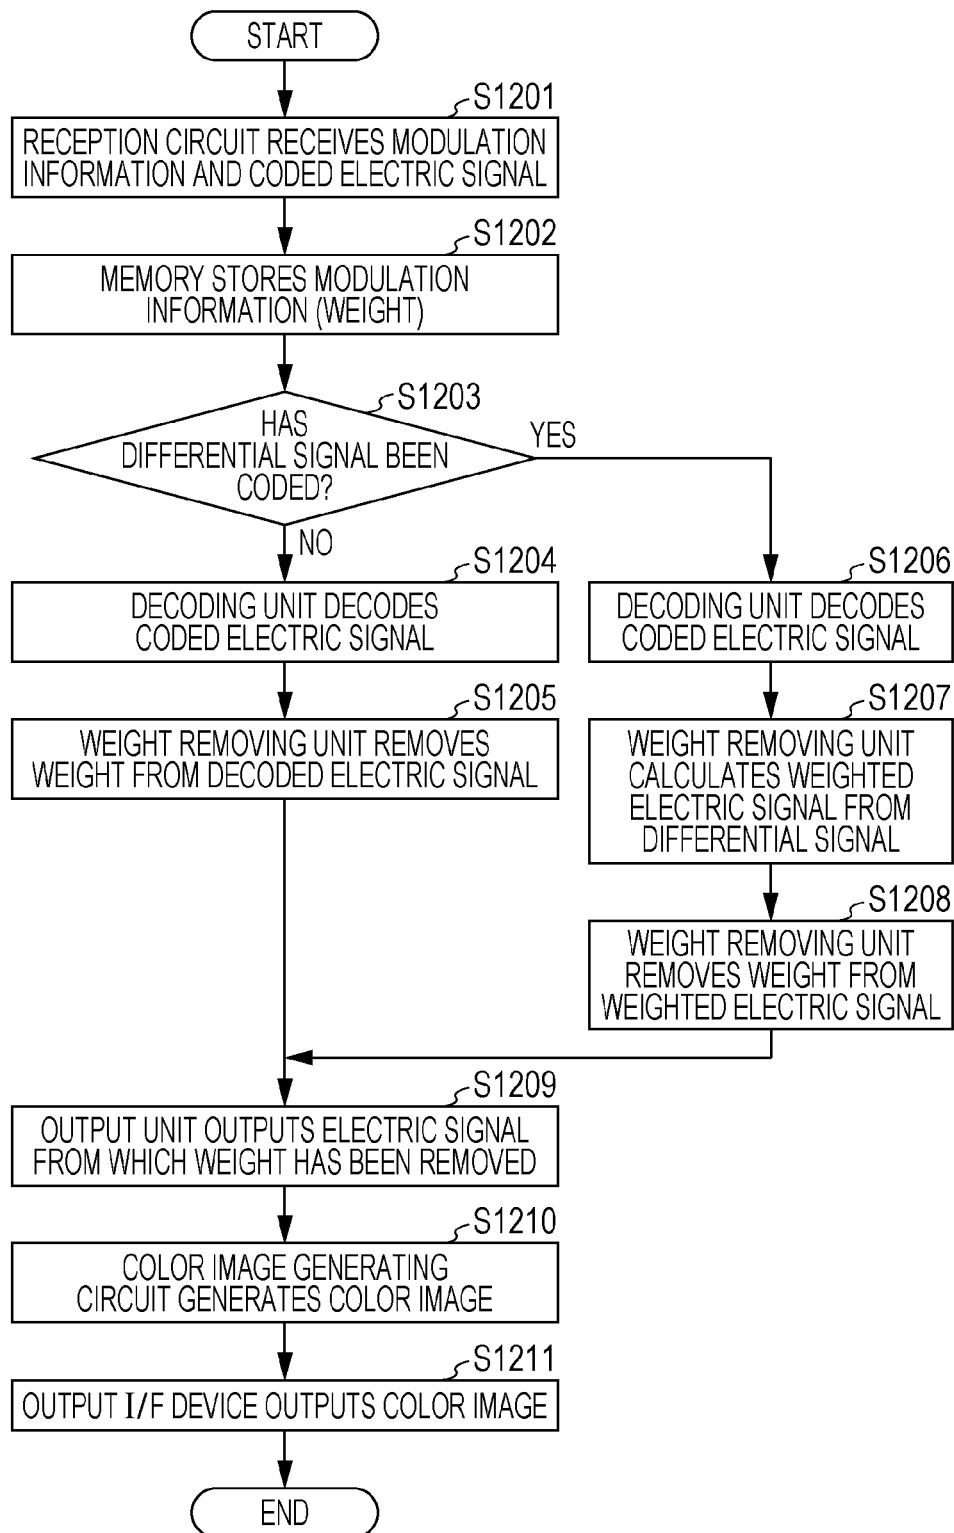 START
S1201
RECEPTION CIRCUIT RECEIVES MODULATION
INFORMATION AND CODED ELECTRIC SIGNAL
S1202
MEMORY STORES MODULATION
INFORMATION (WEIGHT)
S1203
HAS
DIFFERENTIAL SIGNAL BEEN
CODED?
YES
NO
S1204
DECODING UNIT DECODES
CODED ELECTRIC SIGNAL
S1205
WEIGHT REMOVING UNIT REMOVES
WEIGHT FROM DECODED ELECTRIC SIGNAL
S1206
DECODING UNIT DECODES
CODED ELECTRIC SIGNAL
S1207
WEIGHT REMOVING UNIT
CALCULATES WEIGHTED
ELECTRIC SIGNAL FROM
DIFFERENTIAL SIGNAL
S1208
WEIGHT REMOVING UNIT
REMOVES WEIGHT FROM
WEIGHTED ELECTRIC SIGNAL
S1209
OUTPUT UNIT OUTPUTS ELECTRIC SIGNAL
FROM WHICH WEIGHT HAS BEEN REMOVED
S1210
COLOR IMAGE GENERATING
CIRCUIT GENERATES COLOR IMAGE
S1211
OUTPUT I/F DEVICE OUTPUTS COLOR IMAGE
END